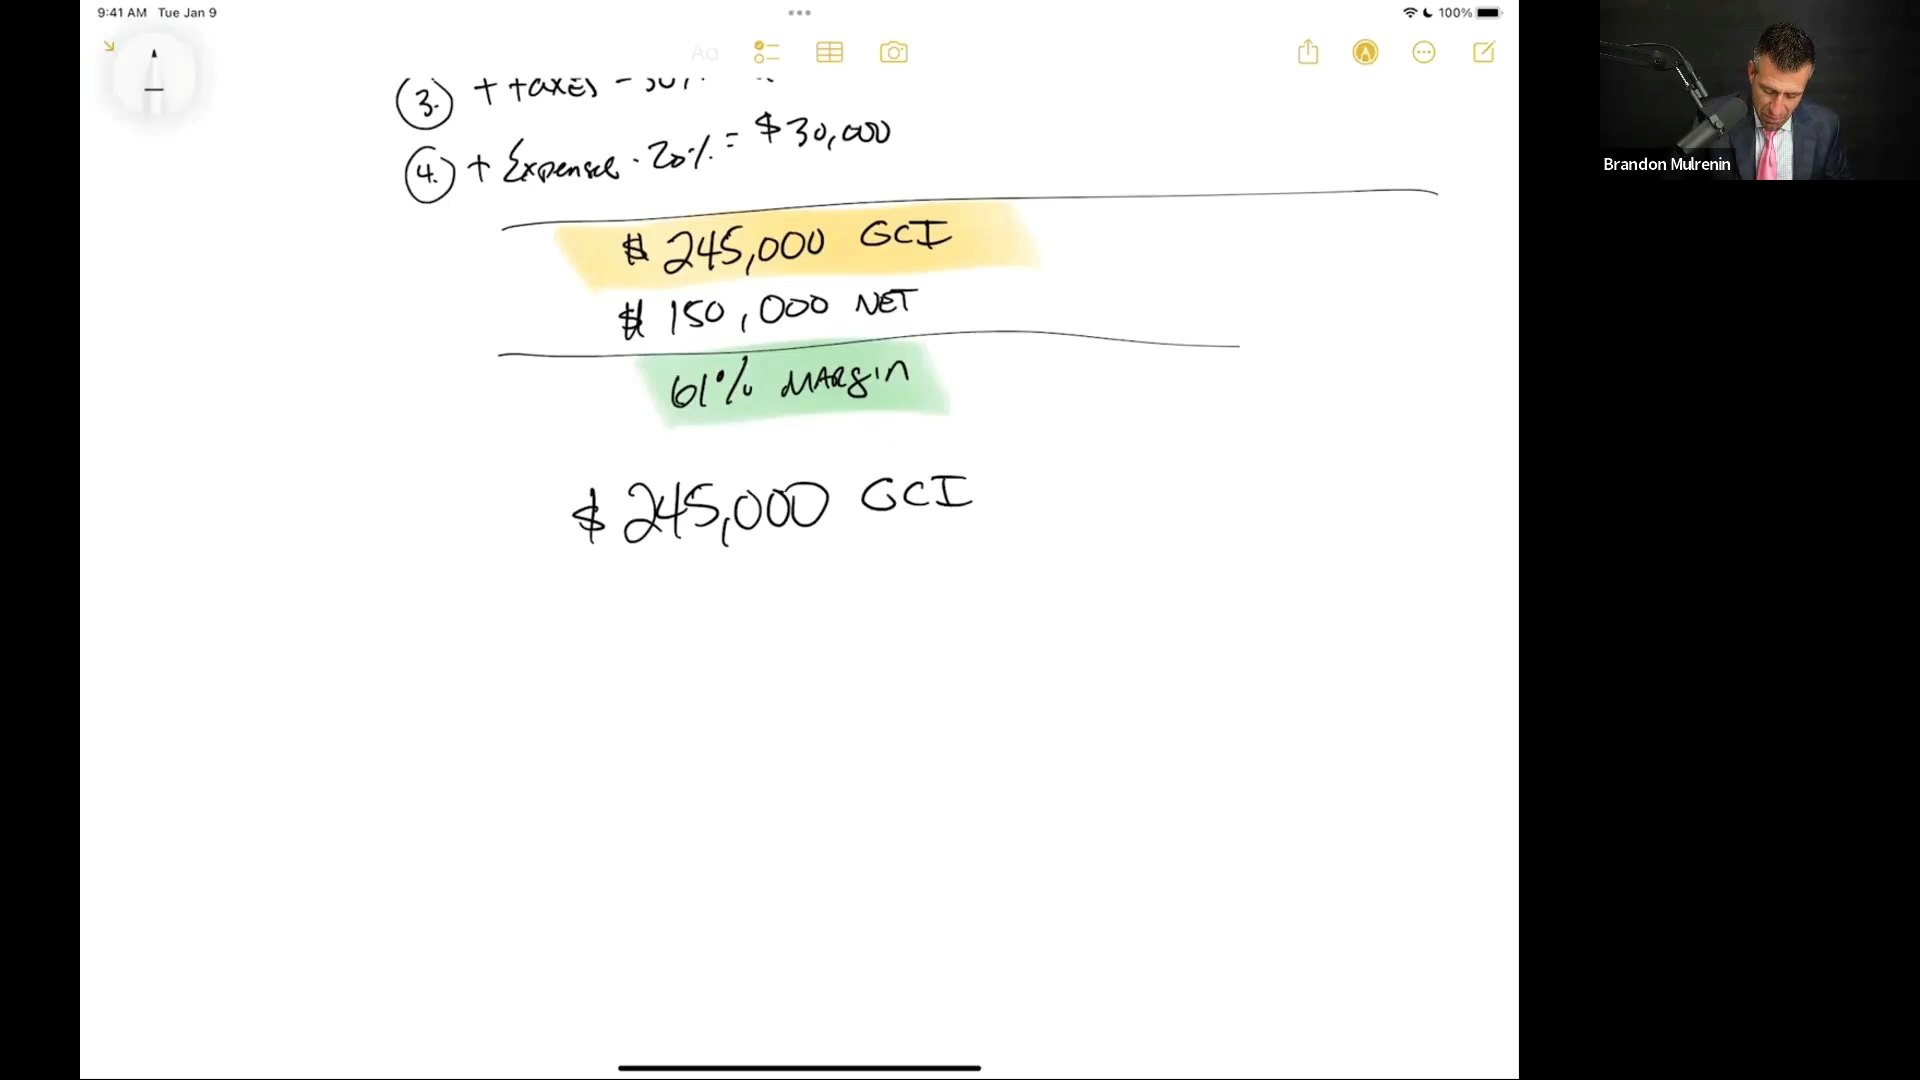 9:41 AM Tue Jan 9
100%
Aa
3. + taxes -
4. + Expenses - 20% = $30,000
$ 245,000 GCI
$ 150,000 NET
61% MARgin
$ 245,000 GCI
Brandon Mulrenin